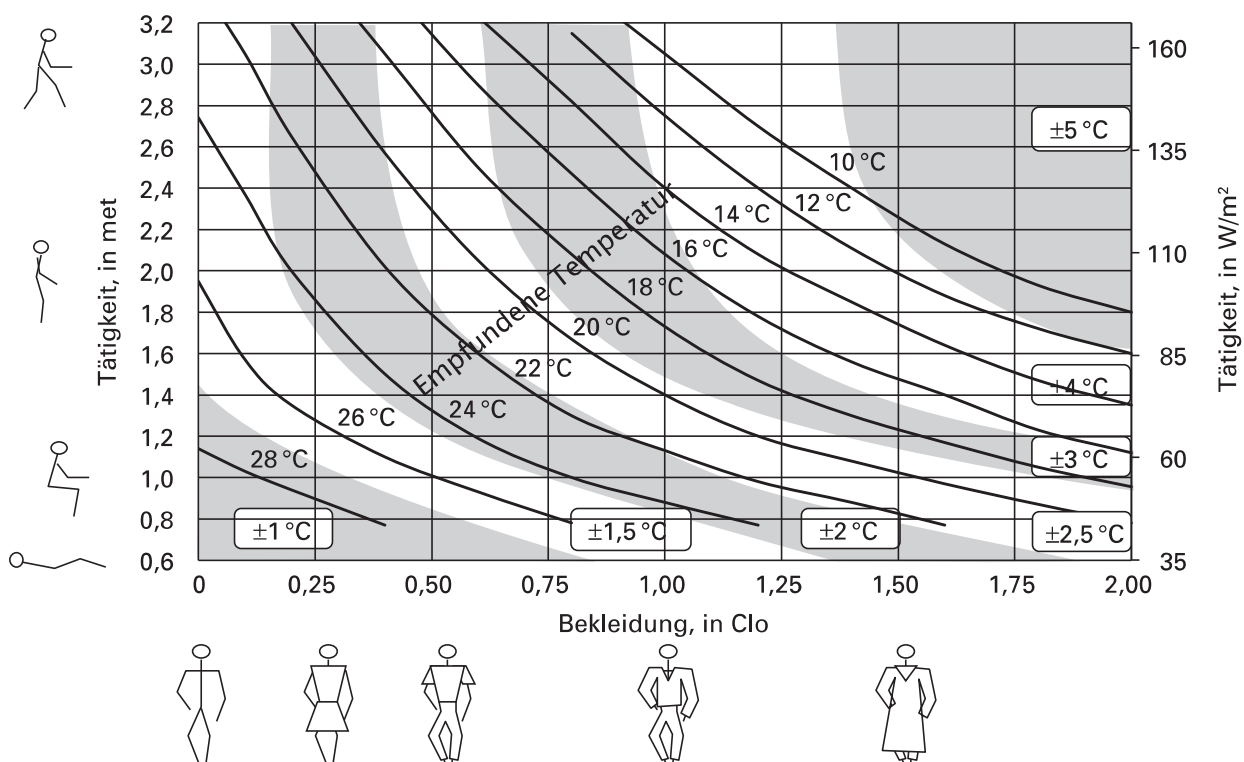 3,2
3,0
2,8
2,6
2,4
2,2
2,0
1,8
1,6
1,4
1,2
1,0
0,8
0,6
Tätigkeit, in met
160
135
110
85
60
35
Tätigkeit, in W/m²
±5 °C
10 °C
12 °C
14 °C
16 °C
18 °C
20 °C
22 °C
24 °C
26 °C
28 °C
Empfundene Temperatur
±4 °C
±3 °C
±1 °C
±1,5 °C
±2 °C
±2,5 °C
0
0,25
0,50
0,75
1,00
1,25
1,50
1,75
2,00
Bekleidung, in Clo